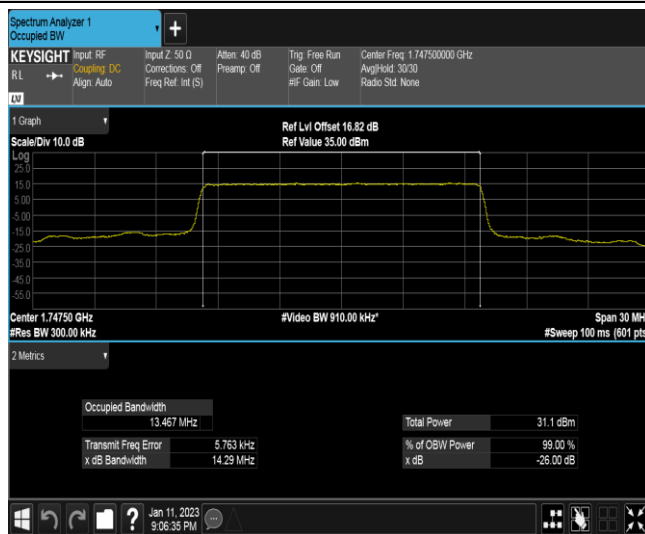 Spectrum Analyzer 1
Occupied BW
KEYSIGHT
R L
LXI
Input: RF
Coupling: DC
Align: Auto
Input Z: 50 Ω
Corrections: Off
Freq Ref: Int (S)
Atten: 40 dB
Preamp: Off
Trig: Free Run
Gate: Off
#IF Gain: Low
Center Freq: 1.747500000 GHz
Avg|Hold: 30/30
Radio Std: None
1 Graph
Scale/Div 10.0 dB
Ref Lvl Offset 16.82 dB
Ref Value 35.00 dBm
Log
25.0
15.0
5.00
-5.00
-15.0
-25.0
-35.0
-45.0
-55.0
Center 1.74750 GHz
#Res BW 300.00 kHz
#Video BW 910.00 kHz*
Span 30 MH
#Sweep 100 ms (601 pts
2 Metrics
Occupied Bandwidth
13.467 MHz
Transmit Freq Error 5.763 kHz
x dB Bandwidth 14.29 MHz
Total Power 31.1 dBm
% of OBW Power 99.00 %
x dB -26.00 dB
?
Jan 11, 2023
9:06:35 PM